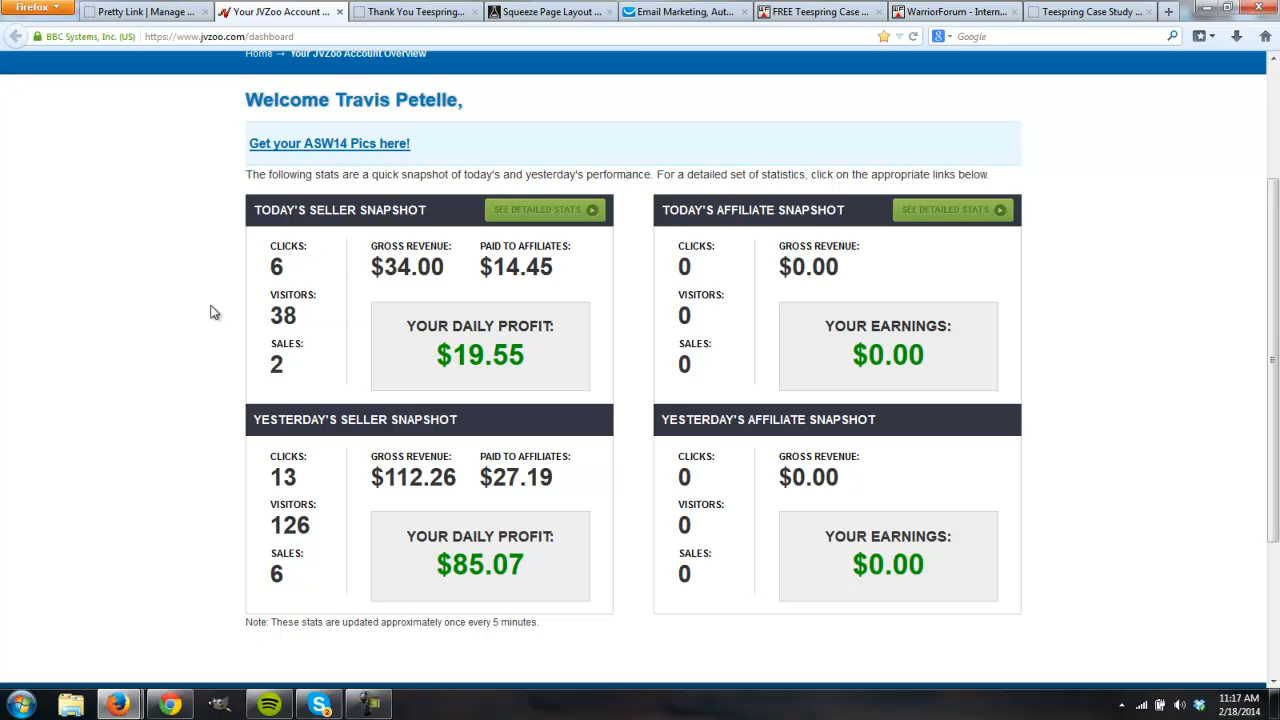 Firefox
Pretty Link | Manage ...
Your JVZoo Account ...
Thank You Teespring...
Squeeze Page Layout ...
Email Marketing, Aut...
FREE Teespring Case ...
WarriorForum - Intern...
Teespring Case Study ...
BBC Systems, Inc. (US)
https://www.jvzoo.com/dashboard
Google
Home → Your JVZoo Account Overview
Welcome Travis Petelle,
Get your ASW14 Pics here!
The following stats are a quick snapshot of today's and yesterday's performance. For a detailed set of statistics, click on the appropriate links below.
TODAY'S SELLER SNAPSHOT
SEE DETAILED STATS
CLICKS:
6
GROSS REVENUE:
$34.00
PAID TO AFFILIATES:
$14.45
VISITORS:
38
SALES:
2
YOUR DAILY PROFIT:
$19.55
TODAY'S AFFILIATE SNAPSHOT
SEE DETAILED STATS
CLICKS:
0
GROSS REVENUE:
$0.00
VISITORS:
0
SALES:
0
YOUR EARNINGS:
$0.00
YESTERDAY'S SELLER SNAPSHOT
CLICKS:
13
GROSS REVENUE:
$112.26
PAID TO AFFILIATES:
$27.19
VISITORS:
126
SALES:
6
YOUR DAILY PROFIT:
$85.07
YESTERDAY'S AFFILIATE SNAPSHOT
CLICKS:
0
GROSS REVENUE:
$0.00
VISITORS:
0
SALES:
0
YOUR EARNINGS:
$0.00
Note: These stats are updated approximately once every 5 minutes.
11:17 AM
2/18/2014